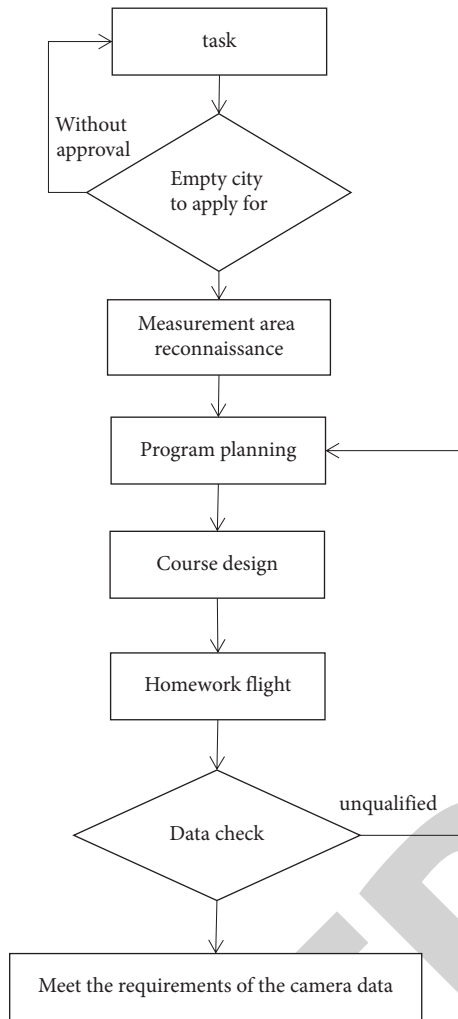 task
Without
approval
Empty city
to apply for
Measurement area
reconnaissance
Program planning
Course design
Homework flight
unqualified
Data check
Meet the requirements of the camera data